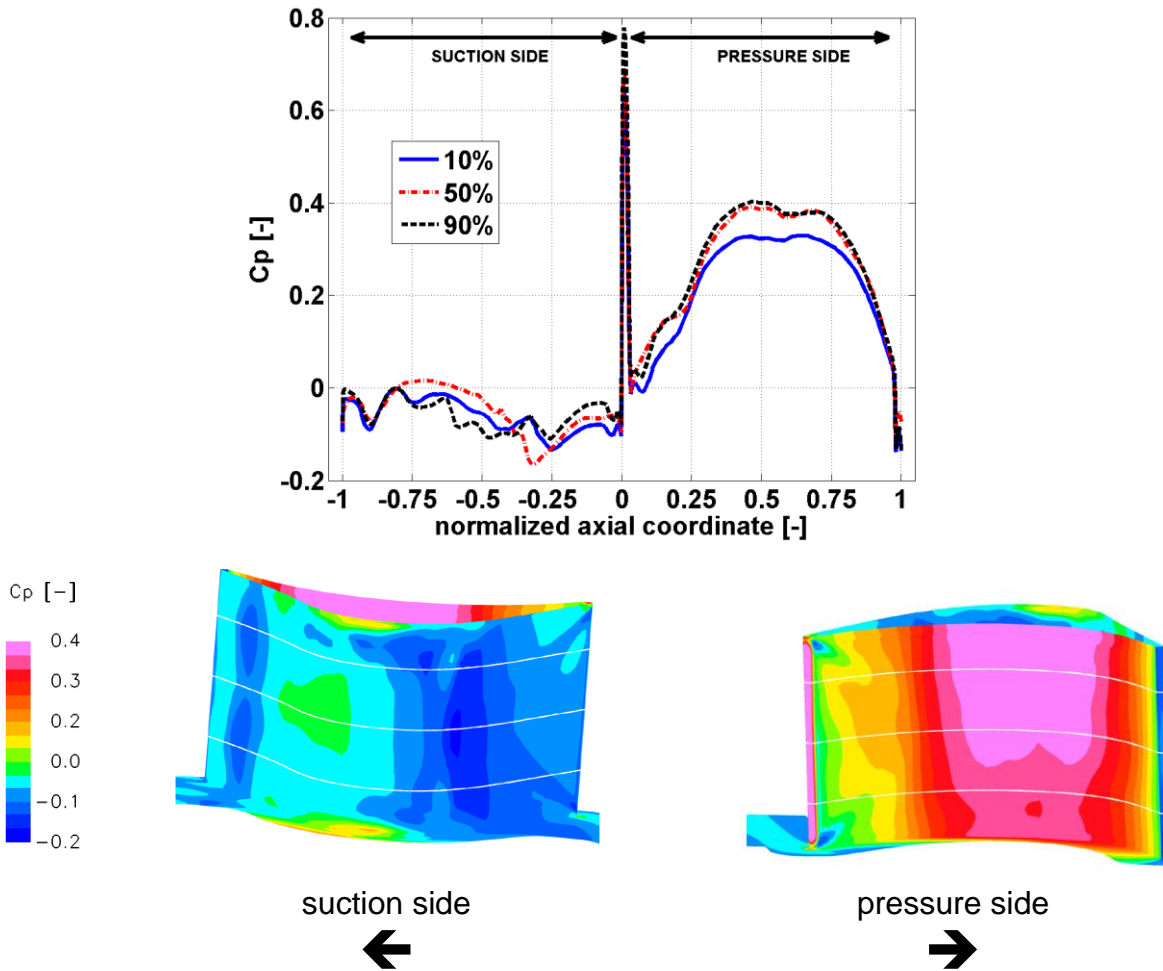 0.8
SUCTION SIDE PRESSURE SIDE
0.6
10%
50%
90%
0.4
Cp [-]
0.2
0
-0.2
-1 -0.75 -0.5 -0.25 0 0.25 0.5 0.75 1
normalized axial coordinate [-]
Cp [-]
0.4
0.3
0.2
0.0
-0.1
-0.2
suction side pressure side